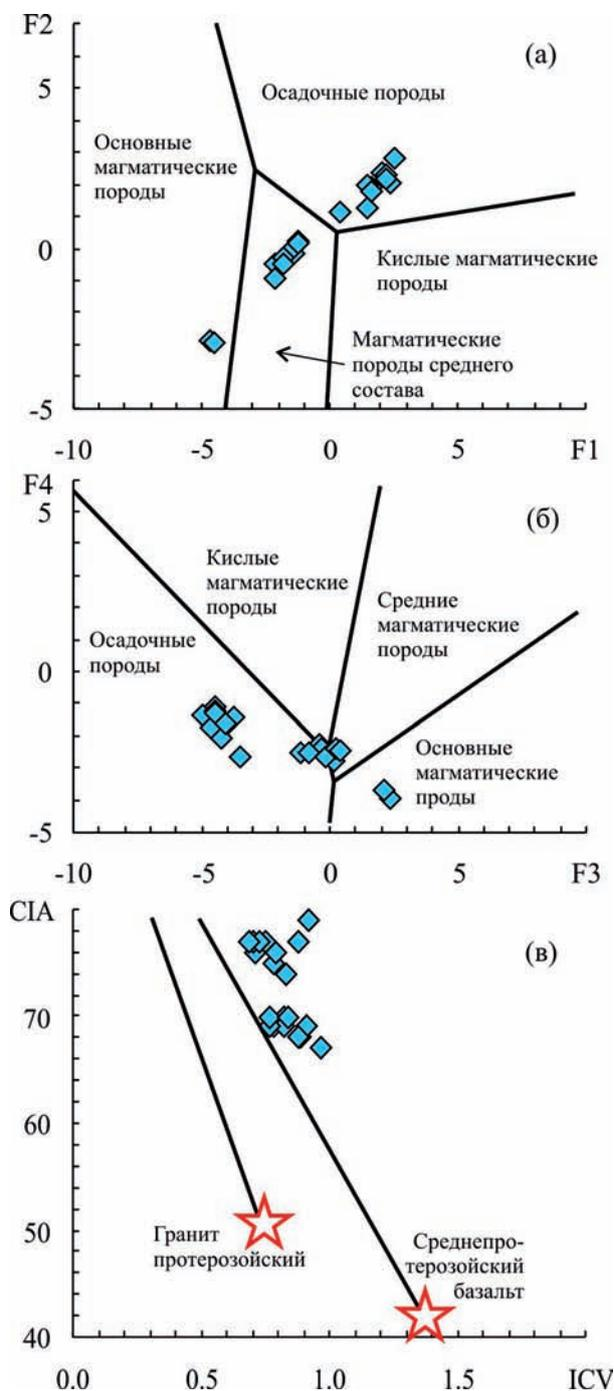 F2
(а)
5
Осадочные породы
Основные
магматические
породы
0
Кислые магматические
породы
Магматические
породы среднего
состава
-5
-10
-5
0
5
F1
F4
5
(б)
Кислые
магматические
породы
Средние
магматические
породы
Осадочные
породы
0
Основные
магматические
проды
-5
-10
-5
0
5
F3
CIA
(в)
70
60
50
Гранит
протерозойский
Среднепро-
терозойский
базальт
40
0.0
0.5
1.0
1.5
ICV